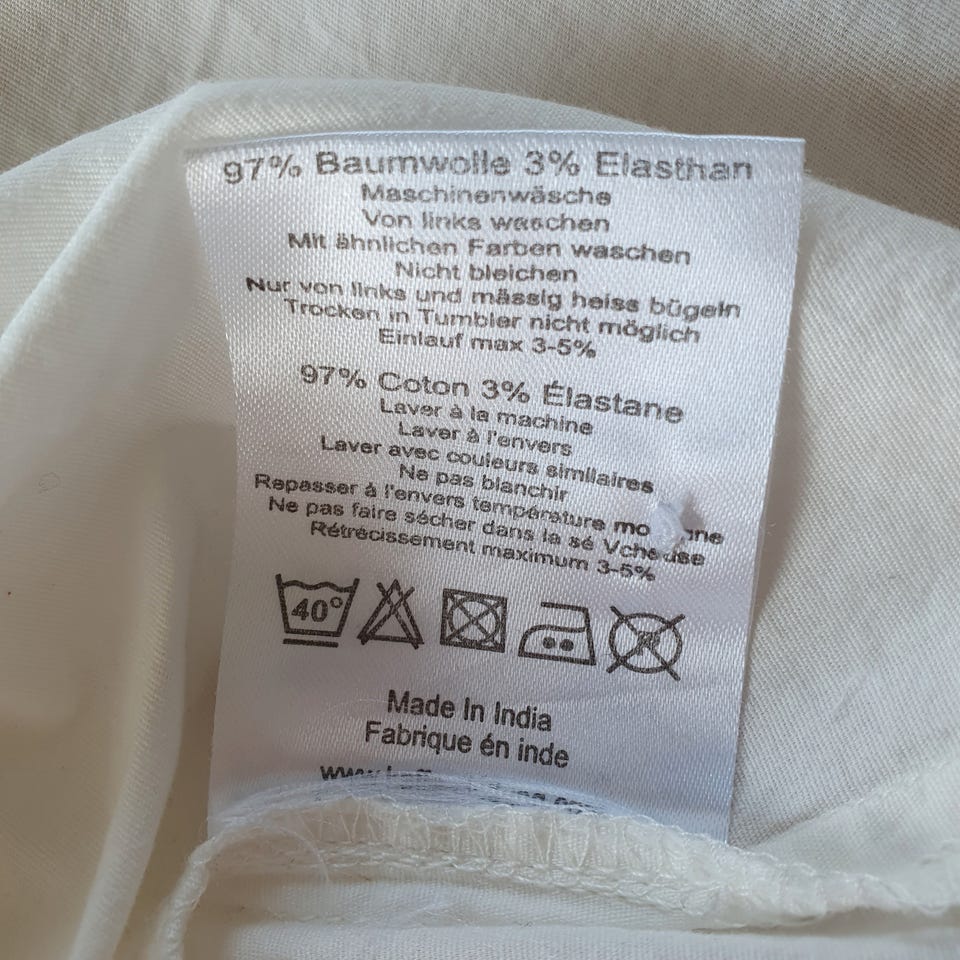 97% Baumwolle 3% Elasthan
Maschinenwäsche
Von links waschen
Mit ähnlichen Farben waschen
Nicht bleichen
Nur von links und mässig heiss bügeln
Trocken in Tumbler nicht möglich
Einlauf max 3-5%
97% Coton 3% Élastane
Laver à la machine
Laver à l'envers
Laver avec couleurs similaires
Ne pas blanchir
Repasser à l'envers température
Ne pas faire sécher dans la sé
Rétrécissement maximum 3-5%
40°
Made In India
Fabrique én inde